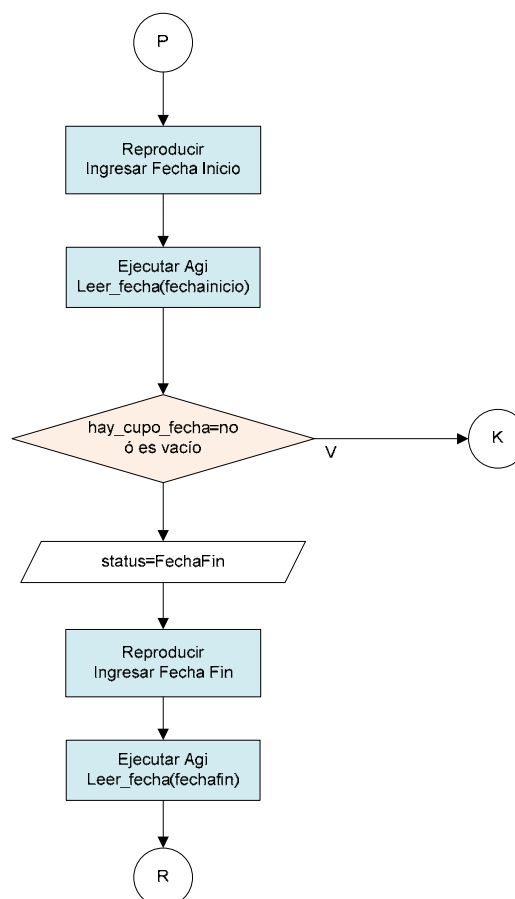 P
Reproducir
Ingresar Fecha Inicio
Ejecutar Agi
Leer_fecha(fechainicio)
hay_cupo_fecha=no
ó es vacío
V
K
status=FechaFin
Reproducir
Ingresar Fecha Fin
Ejecutar Agi
Leer_fecha(fechafin)
R